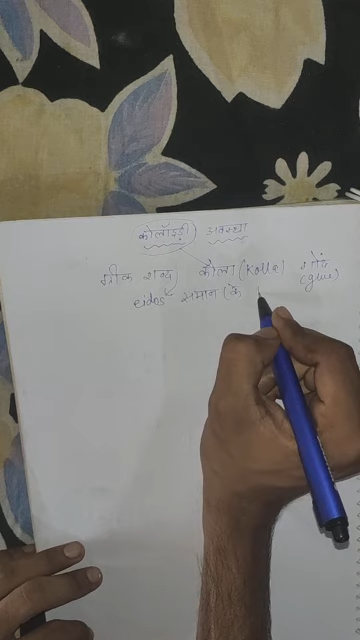 कोलॉइडी अवस्था
ग्रीक शब्द कोला (Kolla) गोंद
(glue)
eidos समान (के